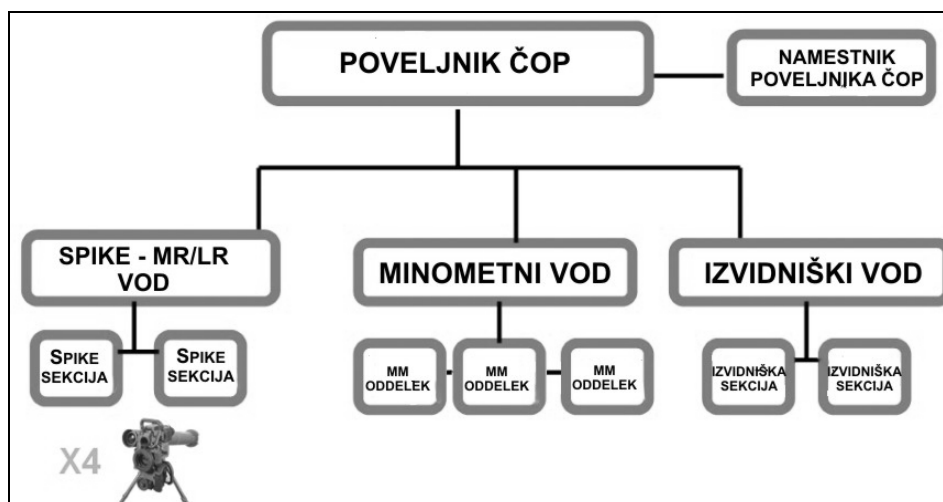 POVELJNIK ČOP
NAMESTNIK
POVELJNIKA ČOP
SPIKE - MR/LR
VOD
MINOMETNI VOD
IZVIDNIŠKI VOD
SPIKE
SEKCIJA
SPIKE
SEKCIJA
MM
ODDELEK
MM
ODDELEK
MM
ODDELEK
IZVIDNIŠKA
SEKCIJA
IZVIDNIŠKA
SEKCIJA
X4